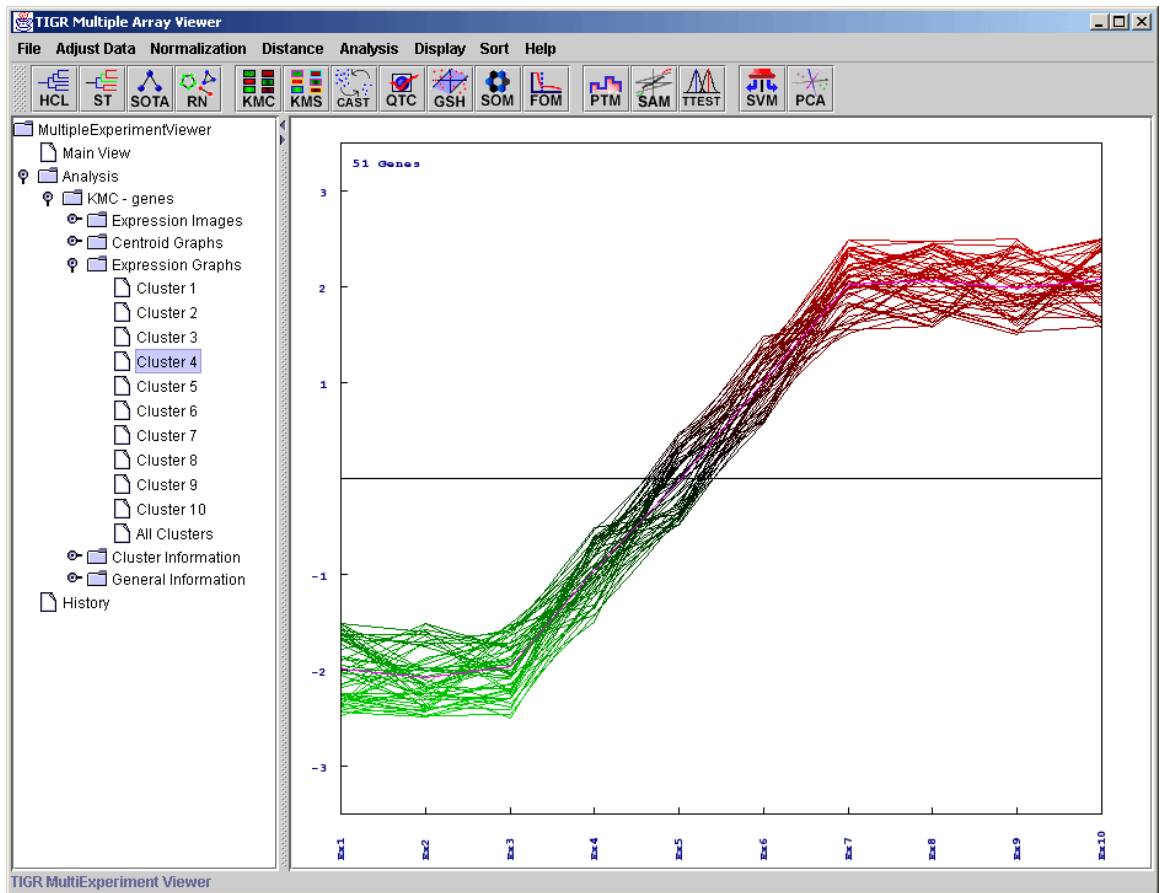 TIGR Multiple Array Viewer
File Adjust Data Normalization Distance Analysis Display Sort Help
HCL ST SOTA RN KMC KMS CAST QTC GSH SOM FOM PTM SAM TTEST SVM PCA
MultipleExperimentViewer
Main View
Analysis
KMC - genes
Expression Images
Centroid Graphs
Expression Graphs
Cluster 1
Cluster 2
Cluster 3
Cluster 4
Cluster 5
Cluster 6
Cluster 7
Cluster 8
Cluster 9
Cluster 10
All Clusters
Cluster Information
General Information
History
51 Genes
3
2
1
-1
-2
-3
Ex1 Ex2 Ex3 Ex4 Ex5 Ex6 Ex7 Ex8 Ex9 Ex10
TIGR MultiExperiment Viewer